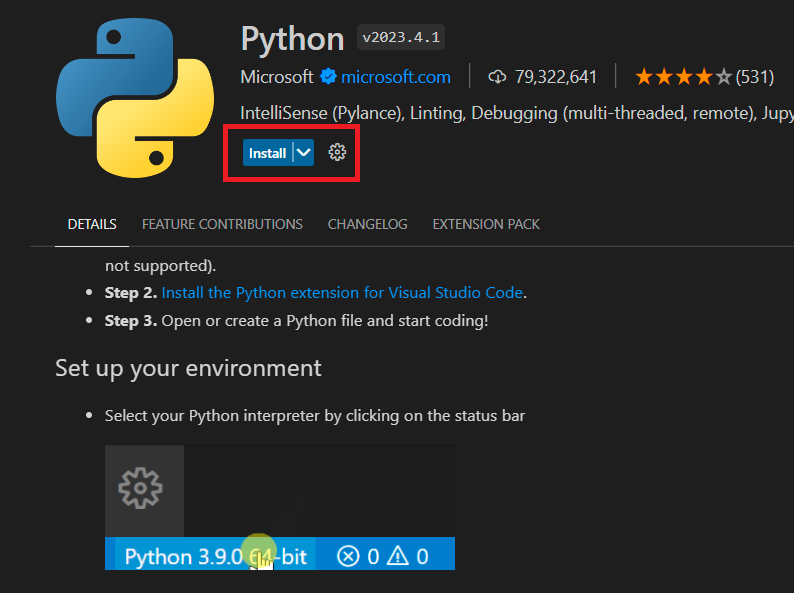 Python v2023.4.1
Microsoft microsoft.com 79,322,641 (531)
IntelliSense (Pylance), Linting, Debugging (multi-threaded, remote), Jupy
Install
DETAILS FEATURE CONTRIBUTIONS CHANGELOG EXTENSION PACK
not supported).
• Step 2. Install the Python extension for Visual Studio Code.
• Step 3. Open or create a Python file and start coding!
Set up your environment
• Select your Python interpreter by clicking on the status bar
Python 3.9.0 64-bit 0 0